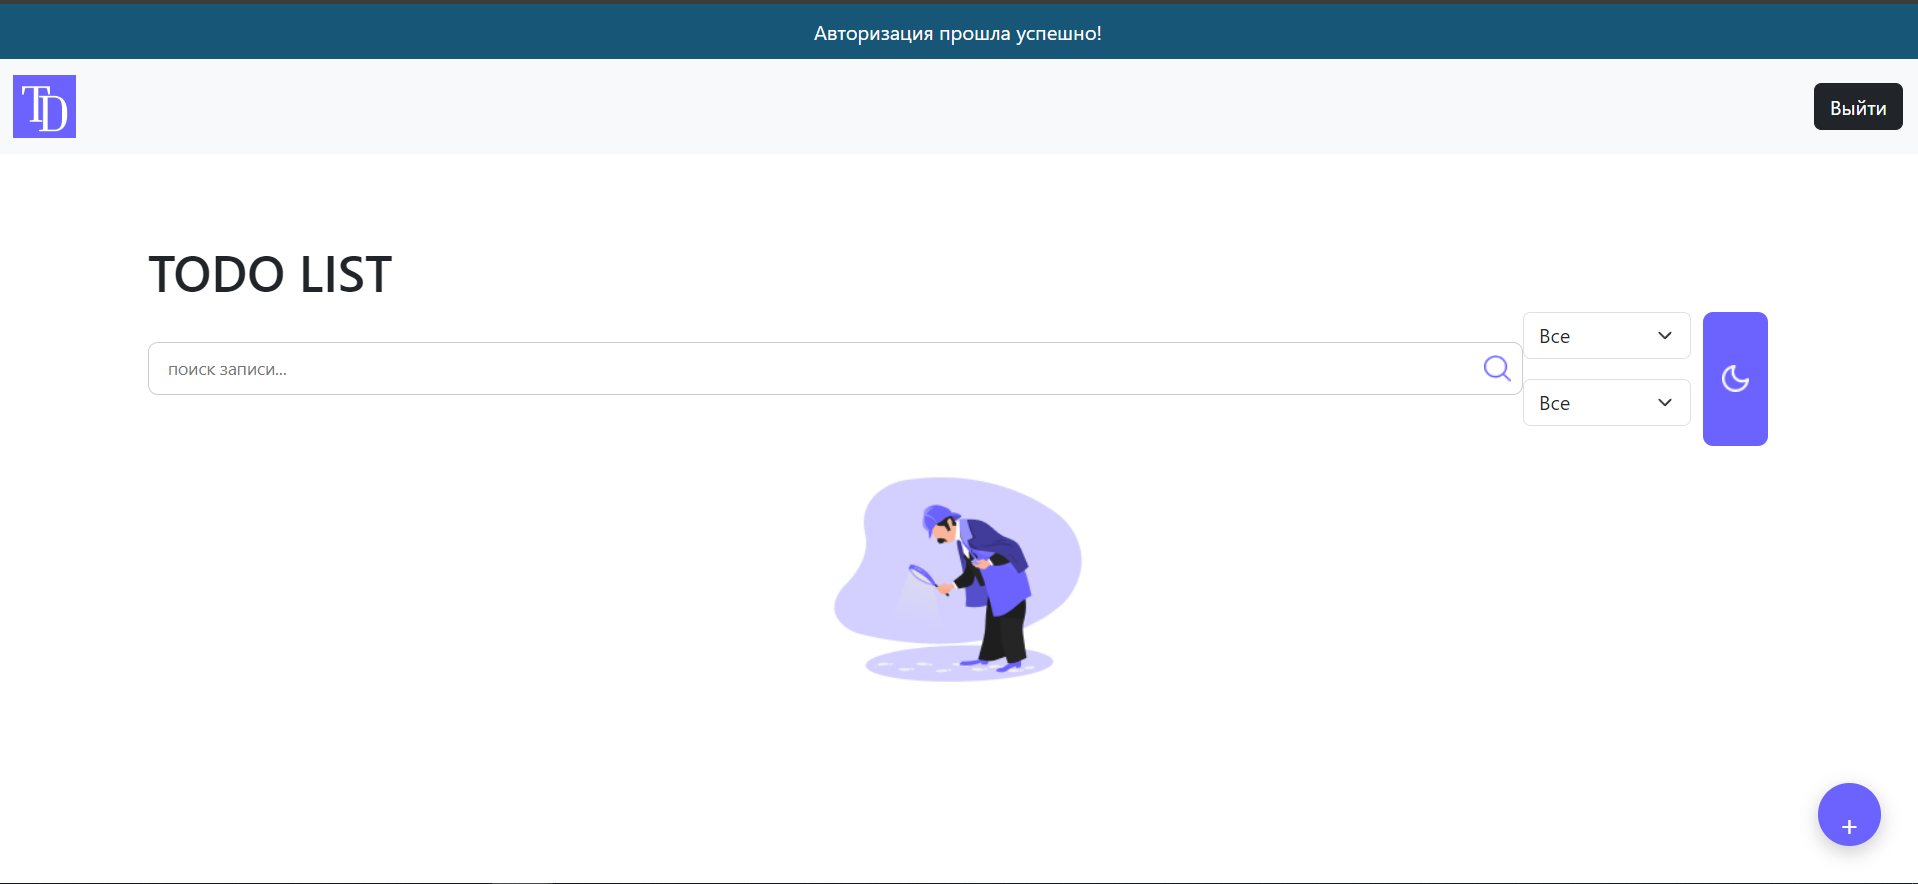 Авторизация прошла успешно!
TD
Выйти
TODO LIST
поиск записи...
Все
Все
+